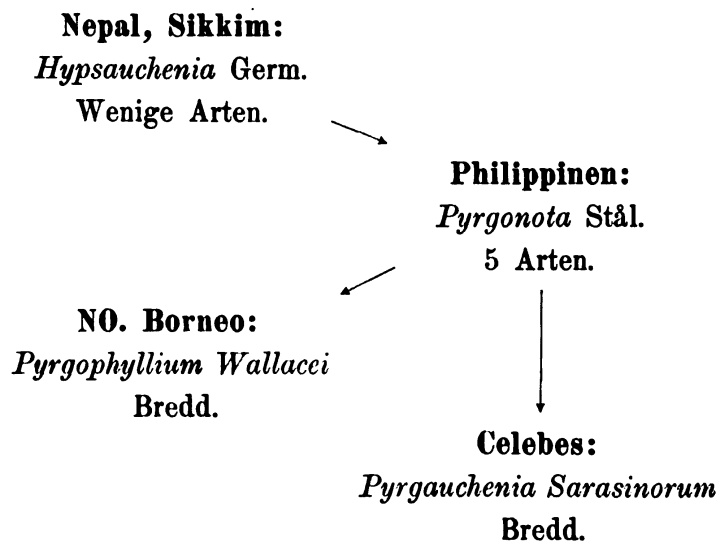 Nepal, Sikkim:
Hypsauchenia Germ.
Wenige Arten.
Philippinen:
Pyrgonota Stål.
5 Arten.
NO. Borneo:
Pyrgophyllium Wallacei
Bredd.
Celebes:
Pyrgauchenia Sarasinorum
Bredd.